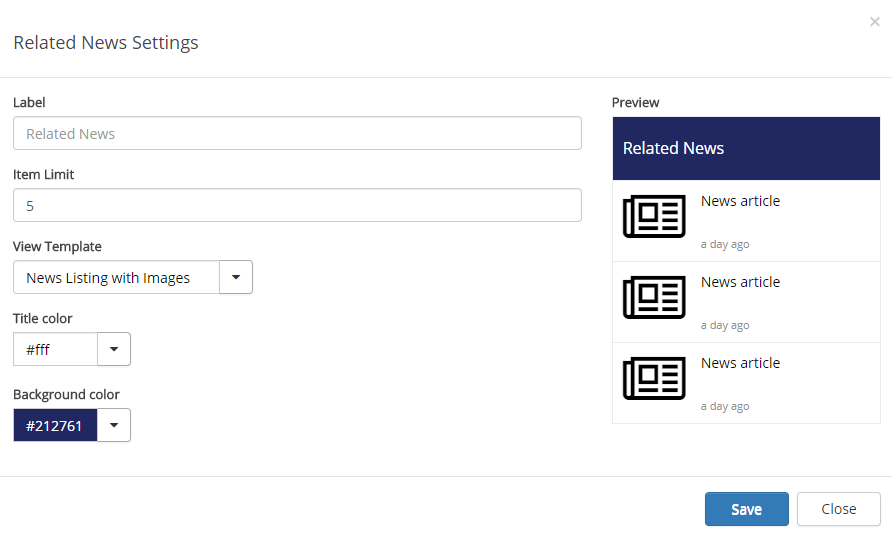 ×
Related News Settings
Label
Related News
Item Limit
5
View Template
News Listing with Images
Title color
#fff
Background color
#212761
Preview
Related News
News article
a day ago
News article
a day ago
News article
a day ago
Save
Close